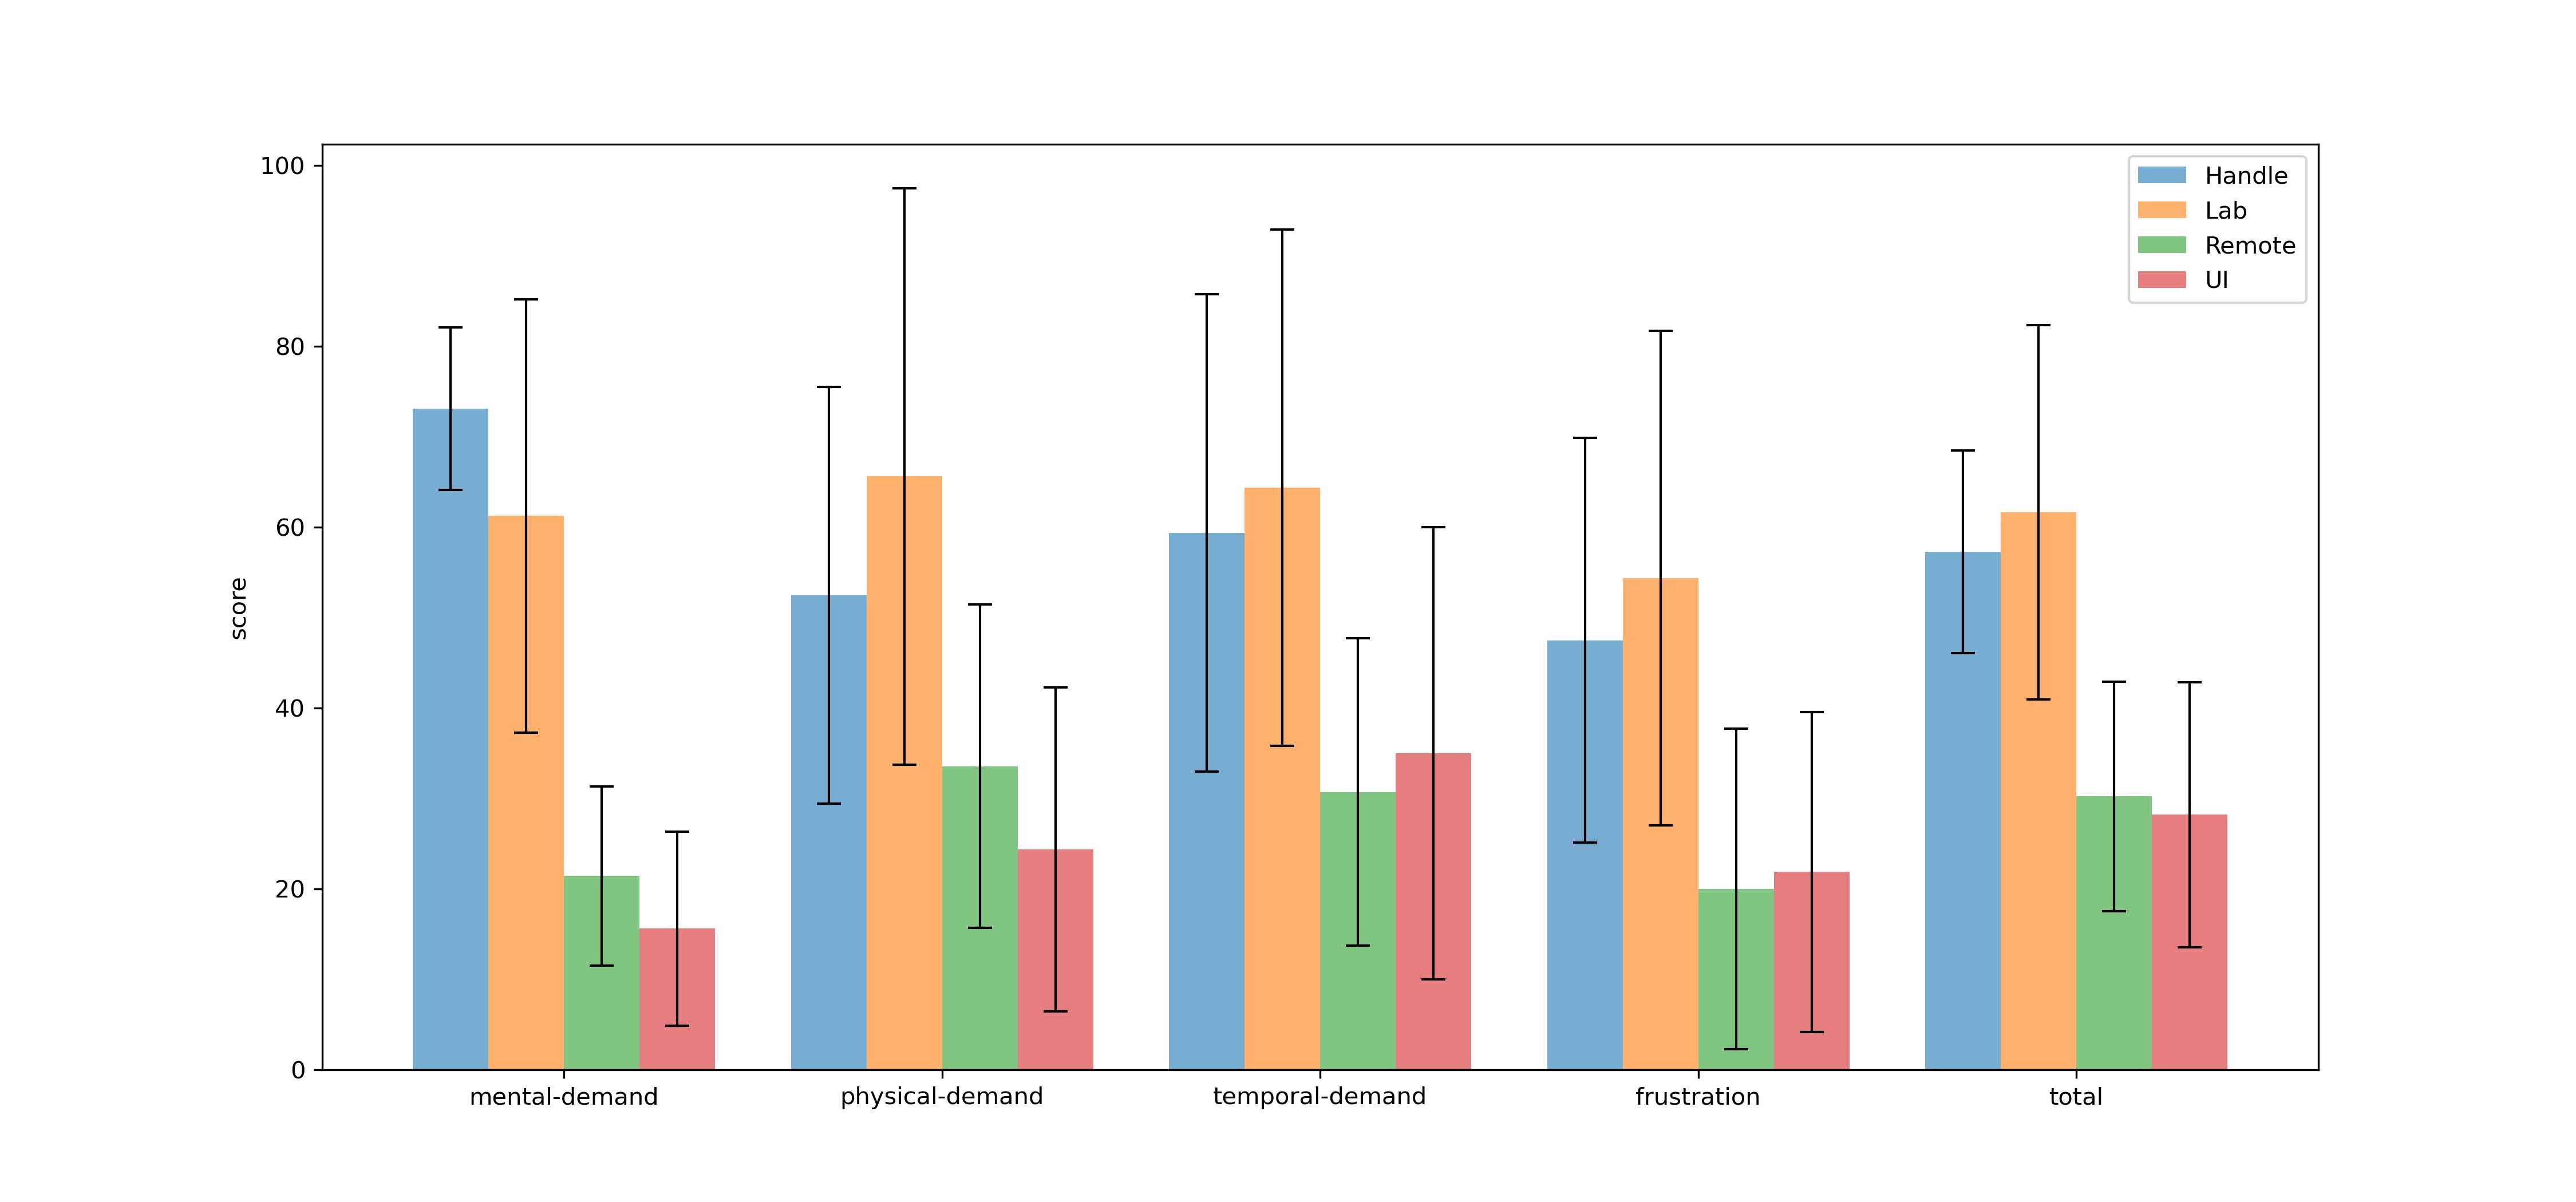 100
80
60
40
20
0
score
Handle
Lab
Remote
UI
mental-demand
physical-demand
temporal-demand
frustration
total